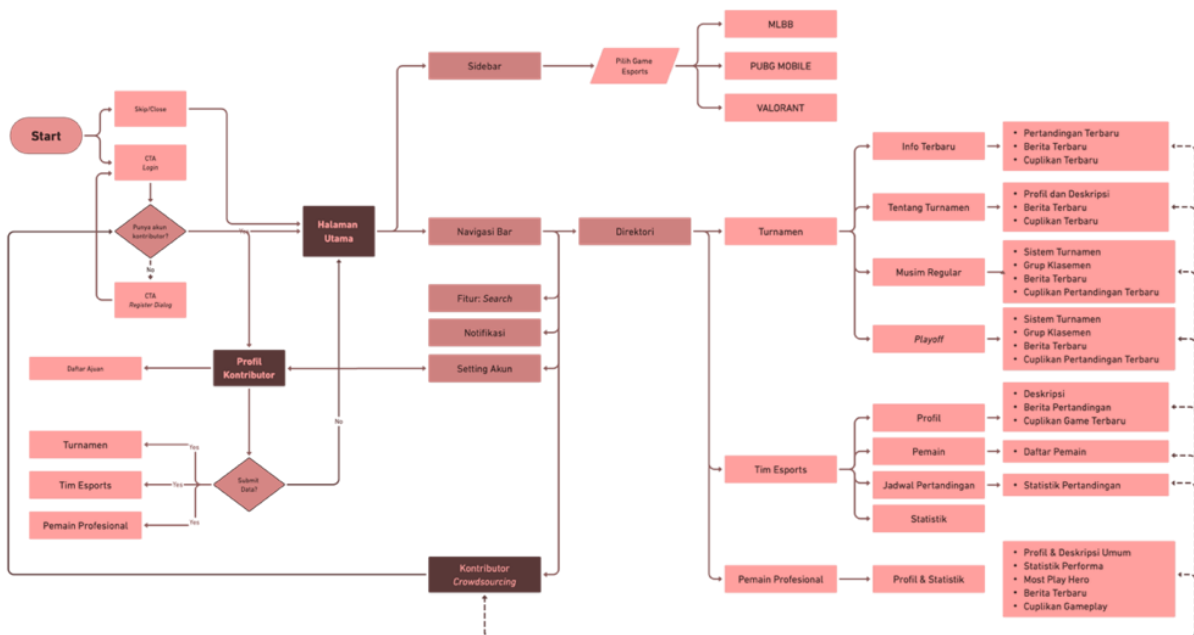 Start
Skip/Close
CTA
Login
Punya akun
kontributor?
Yes
No
CTA
Register Dialog
Halaman
Utama
Profil
Kontributor
Daftar Ajuan
Submit
Data?
No
Yes
Turnamen
Yes
Tim Esports
Yes
Pemain Profesional
Sidebar
Pilih Game
Esports
MLBB
PUBG MOBILE
VALORANT
Navigasi Bar
Fitur: Search
Notifikasi
Setting Akun
Kontributor
Crowdsourcing
Direktori
Turnamen
Info Terbaru
• Pertandingan Terbaru
• Berita Terbaru
• Cuplikan Terbaru
Tentang Turnamen
• Profil dan Deskripsi
• Berita Terbaru
• Cuplikan Terbaru
Musim Regular
• Sistem Turnamen
• Grup Klasemen
• Berita Terbaru
• Cuplikan Pertandingan Terbaru
Playoff
• Sistem Turnamen
• Grup Klasemen
• Berita Terbaru
• Cuplikan Pertandingan Terbaru
Tim Esports
Profil
• Deskripsi
• Berita Pertandingan
• Cuplikan Game Terbaru
Pemain
• Daftar Pemain
Jadwal Pertandingan
• Statistik Pertandingan
Statistik
Pemain Profesional
Profil & Statistik
• Profil & Deskripsi Umum
• Statistik Performa
• Most Play Hero
• Berita Terbaru
• Cuplikan Gameplay